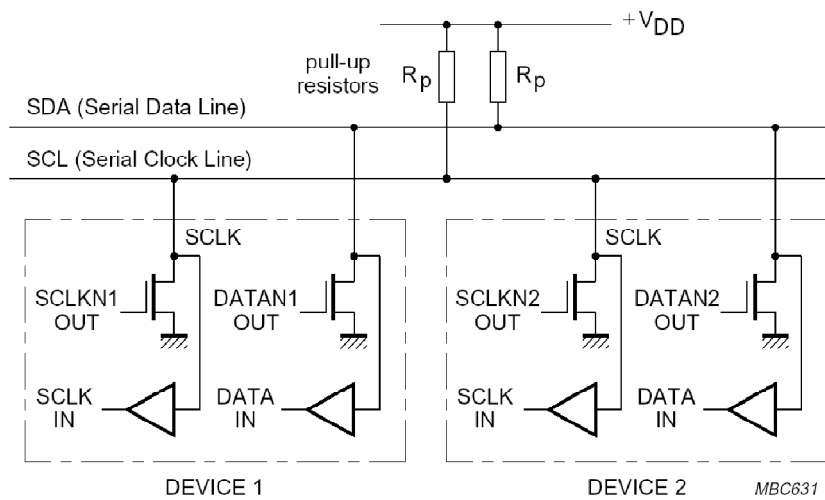 +VDD
pull-up
resistors
Rp
Rp
SDA (Serial Data Line)
SCL (Serial Clock Line)
SCLK
SCLK
SCLKN1
OUT
DATAN1
OUT
SCLKN2
OUT
DATAN2
OUT
SCLK
IN
DATA
IN
SCLK
IN
DATA
IN
DEVICE 1
DEVICE 2
MBC631